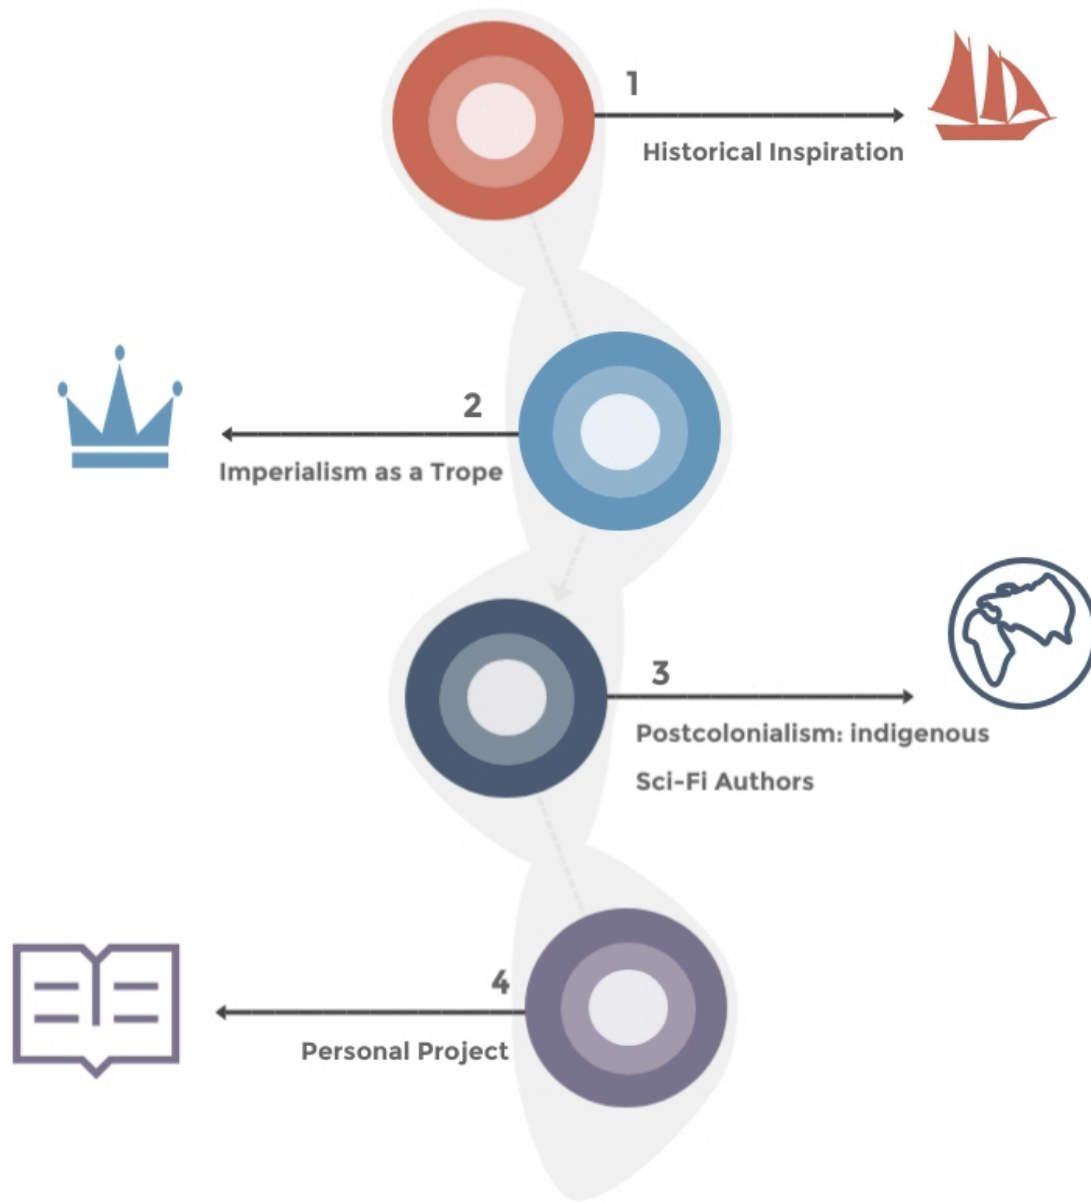 1
Historical Inspiration
2
Imperialism as a Trope
3
Postcolonialism: indigenous
Sci-Fi Authors
4
Personal Project